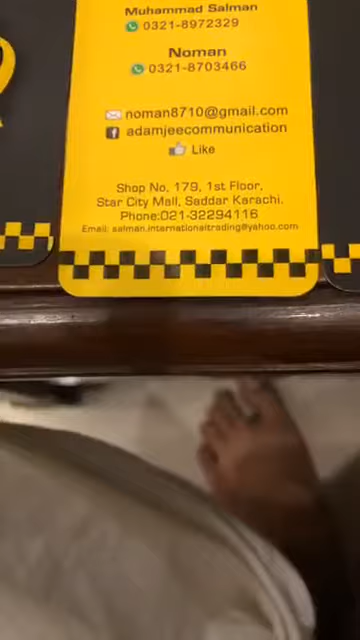 Muhammad Salman
0321-8972329
Noman
0321-8703466
noman8710@gmail.com
adamjeecommunication
Like
Shop No. 179, 1st Floor,
Star City Mall, Saddar Karachi.
Phone:021-32294116
Email: salman.internationaltrading@yahoo.com